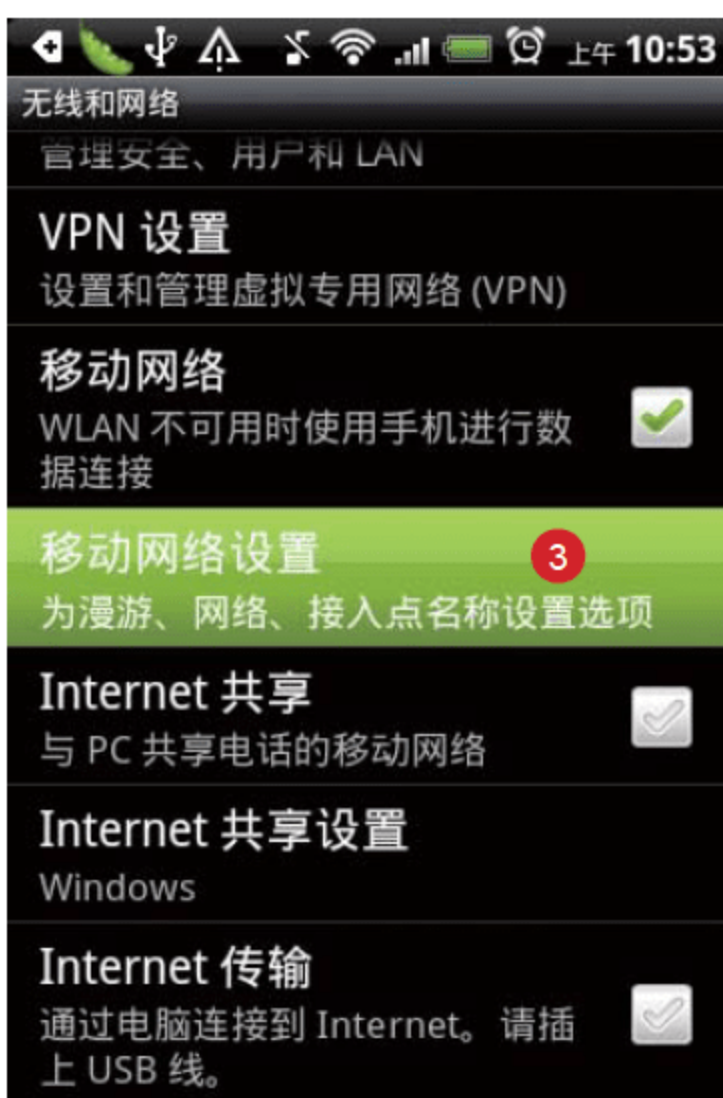 上午 10:53
无线和网络
管理安全、用户和 LAN
VPN 设置
设置和管理虚拟专用网络 (VPN)
移动网络
WLAN 不可用时使用手机进行数
据连接
移动网络设置
3
为漫游、网络、接入点名称设置选项
Internet 共享
与 PC 共享电话的移动网络
Internet 共享设置
Windows
Internet 传输
通过电脑连接到 Internet。请插
上 USB 线。